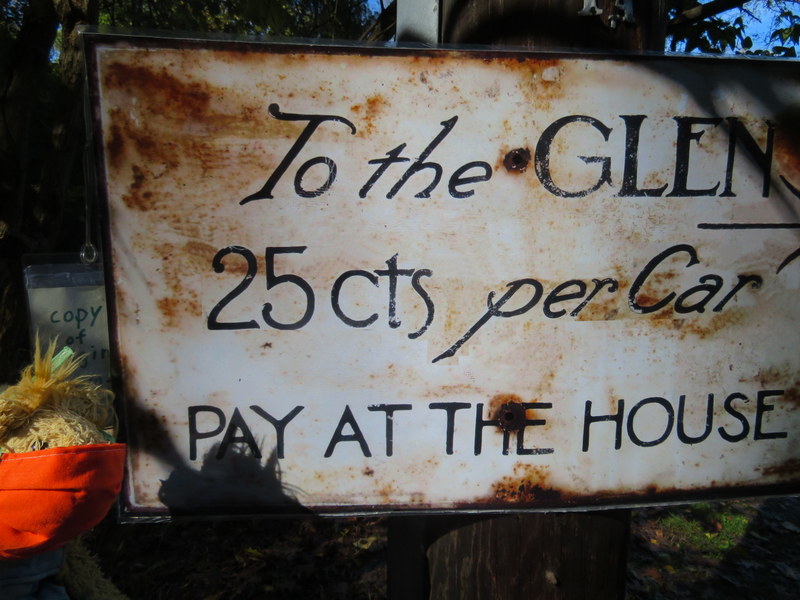 To the GLEN
25 cts per Car
PAY AT THE HOUSE
copy
of